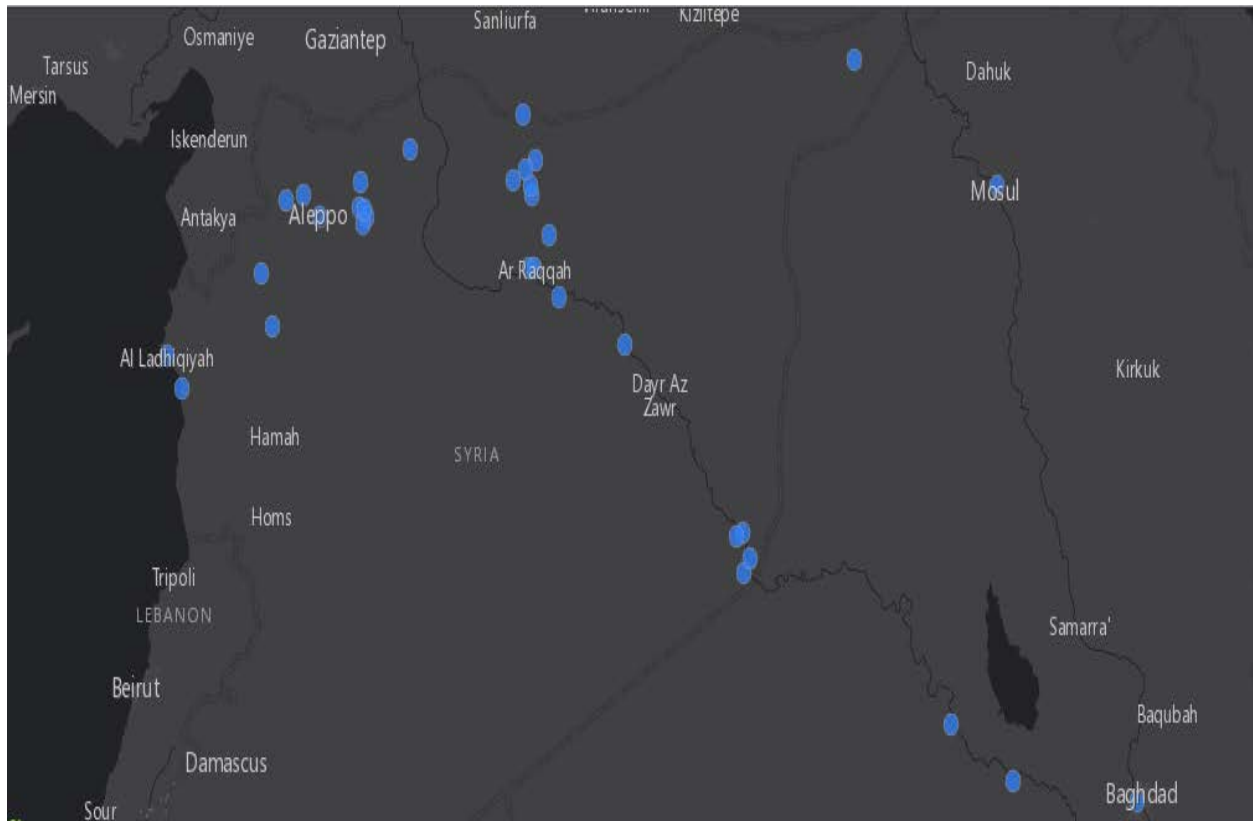 Sanliurfa
Viransehir
Kiziltepe
Osmaniye
Gaziantep
Tarsus
Dahuk
Mersin
Iskenderun
Mosul
Antakya
Aleppo
Ar Raqqah
Al Ladhiqiyah
Kirkuk
Dayr Az
Zawr
Hamah
SYRIA
Homs
Tripoli
LEBANON
Samarra'
Beirut
Baqubah
Damascus
Baghdad
Sour